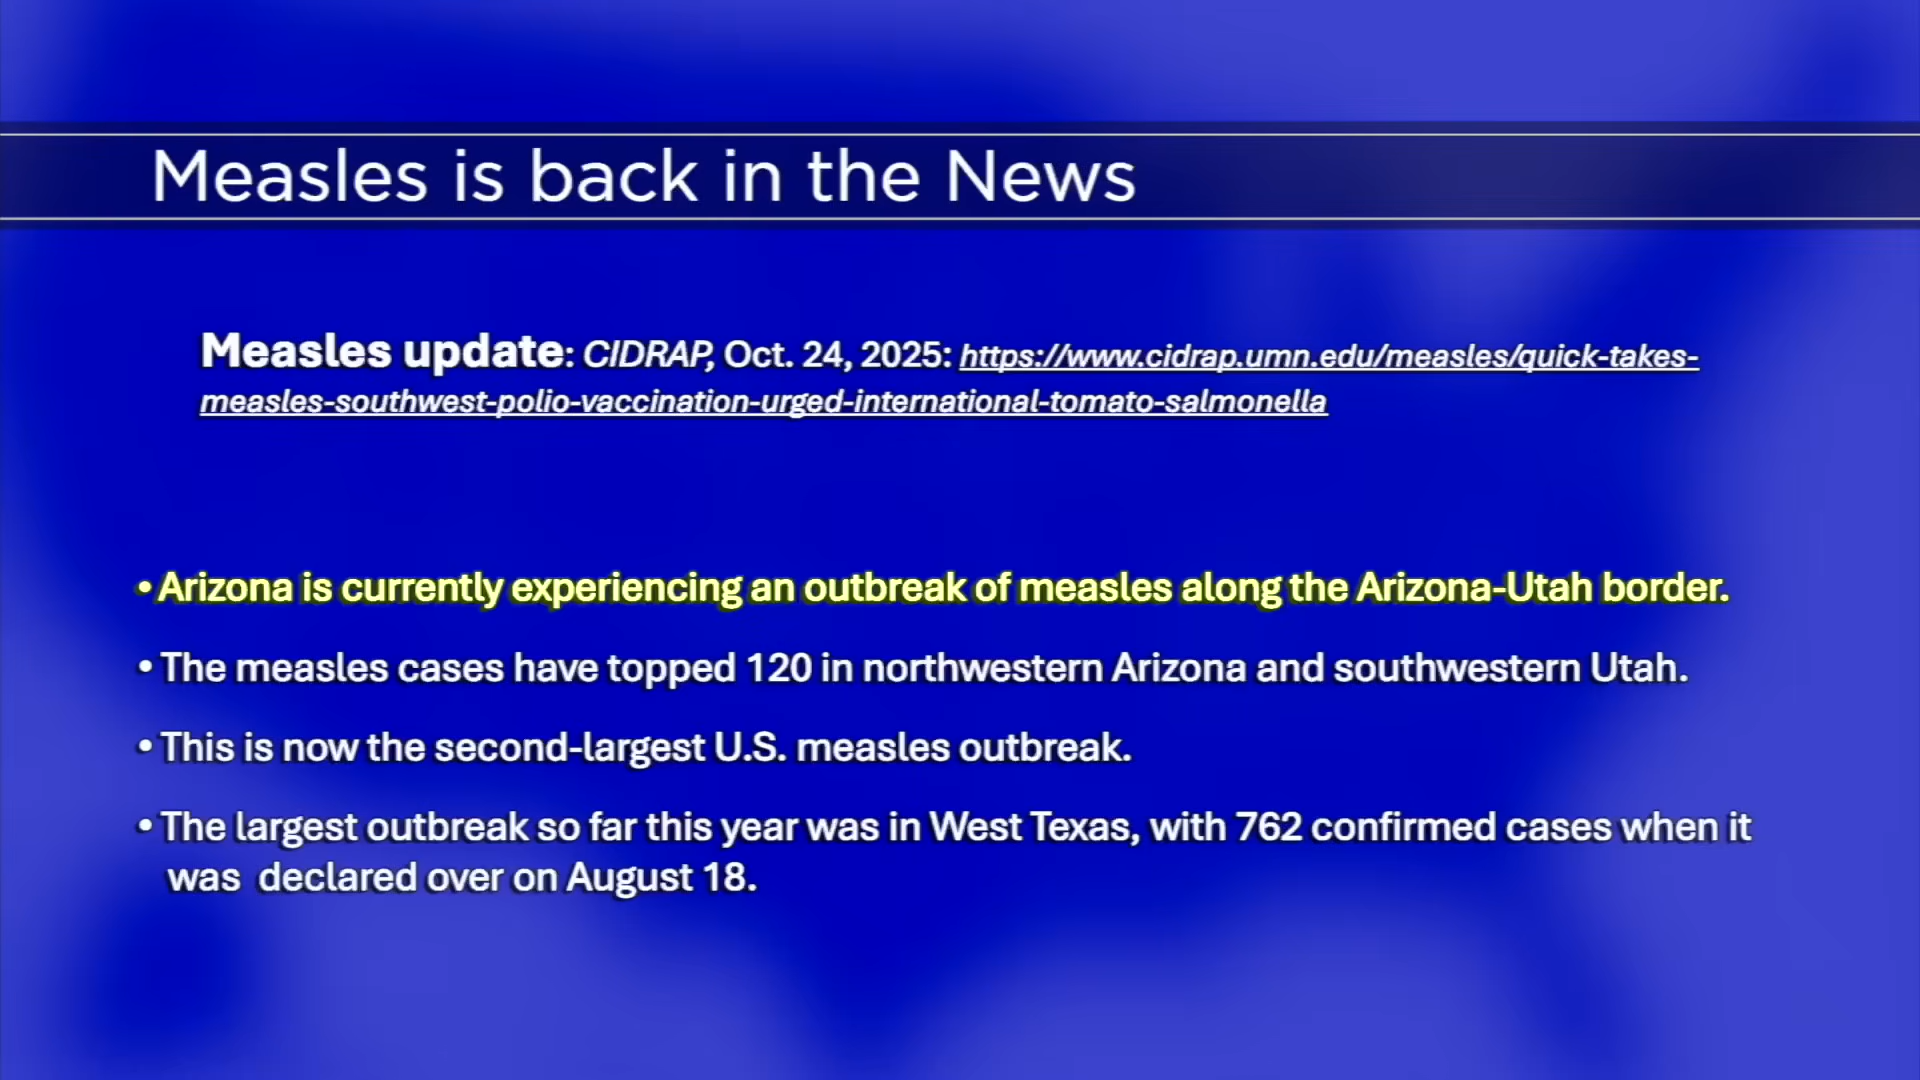 Measles is back in the News
Measles update: CIDRAP, Oct. 24, 2025: https://www.cidrap.umn.edu/measles/quick-takes-
measles-southwest-polio-vaccination-urged-international-tomato-salmonella
• Arizona is currently experiencing an outbreak of measles along the Arizona-Utah border.
• The measles cases have topped 120 in northwestern Arizona and southwestern Utah.
• This is now the second-largest U.S. measles outbreak.
• The largest outbreak so far this year was in West Texas, with 762 confirmed cases when it
was declared over on August 18.